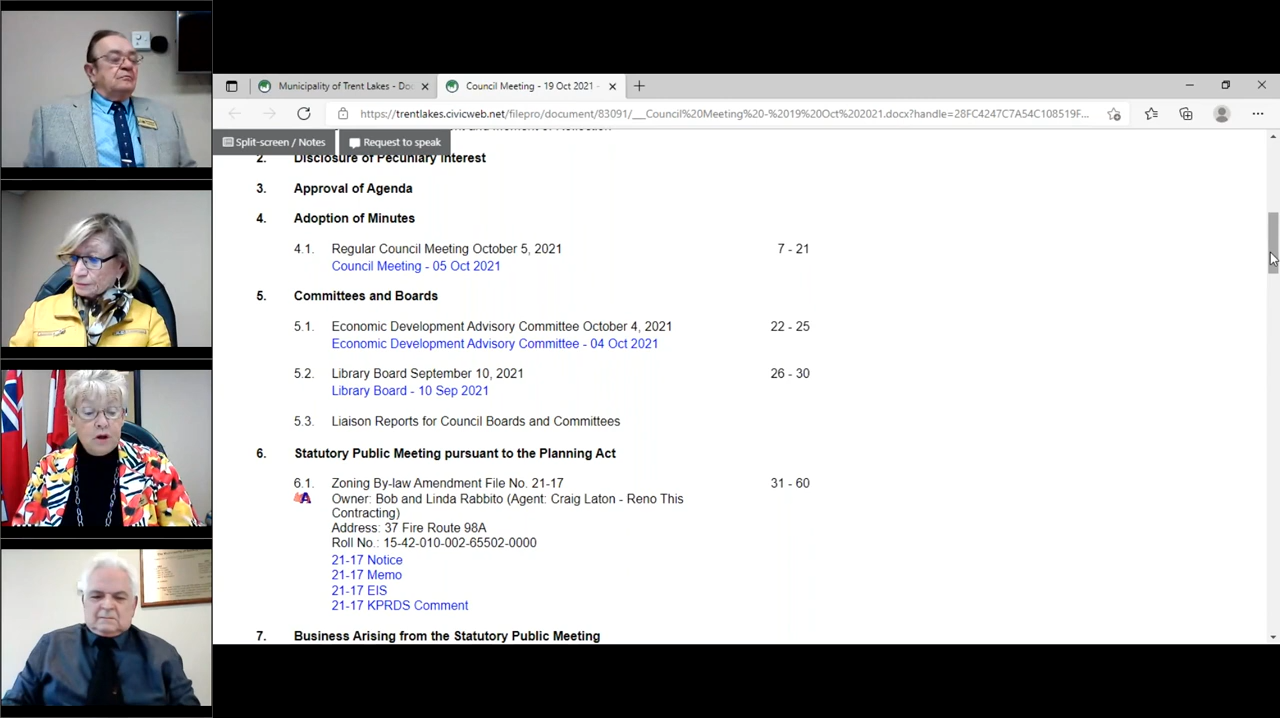 Municipality of Trent Lakes - Doc
Council Meeting - 19 Oct 2021 -
https://trentlakes.civicweb.net/filepro/document/83091/___Council%20Meeting%20-%2019%20Oct%202021.docx?handle=28FC4247C7A54C108519F...
Split-screen / Notes
Request to speak
2. Disclosure of Pecuniary Interest
3. Approval of Agenda
4. Adoption of Minutes
4.1. Regular Council Meeting October 5, 2021 7 - 21
Council Meeting - 05 Oct 2021
5. Committees and Boards
5.1. Economic Development Advisory Committee October 4, 2021 22 - 25
Economic Development Advisory Committee - 04 Oct 2021
5.2. Library Board September 10, 2021 26 - 30
Library Board - 10 Sep 2021
5.3. Liaison Reports for Council Boards and Committees
6. Statutory Public Meeting pursuant to the Planning Act
6.1. Zoning By-law Amendment File No. 21-17 31 - 60
Owner: Bob and Linda Rabbito (Agent: Craig Laton - Reno This
Contracting)
Address: 37 Fire Route 98A
Roll No.: 15-42-010-002-65502-0000
21-17 Notice
21-17 Memo
21-17 EIS
21-17 KPRDS Comment
7. Business Arising from the Statutory Public Meeting